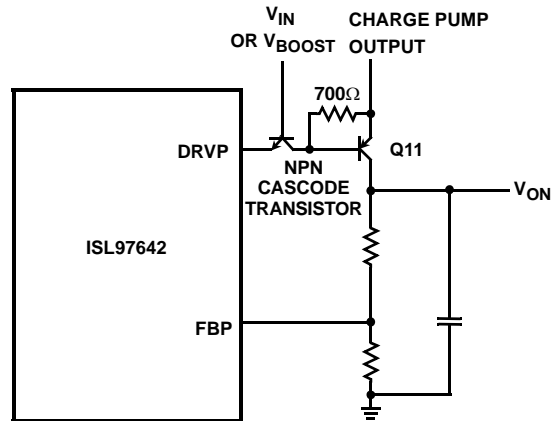 V_IN
OR V_BOOST
CHARGE PUMP
OUTPUT
700Ω
DRVP
Q11
NPN
CASCODE
TRANSISTOR
V_ON
ISL97642
FBP